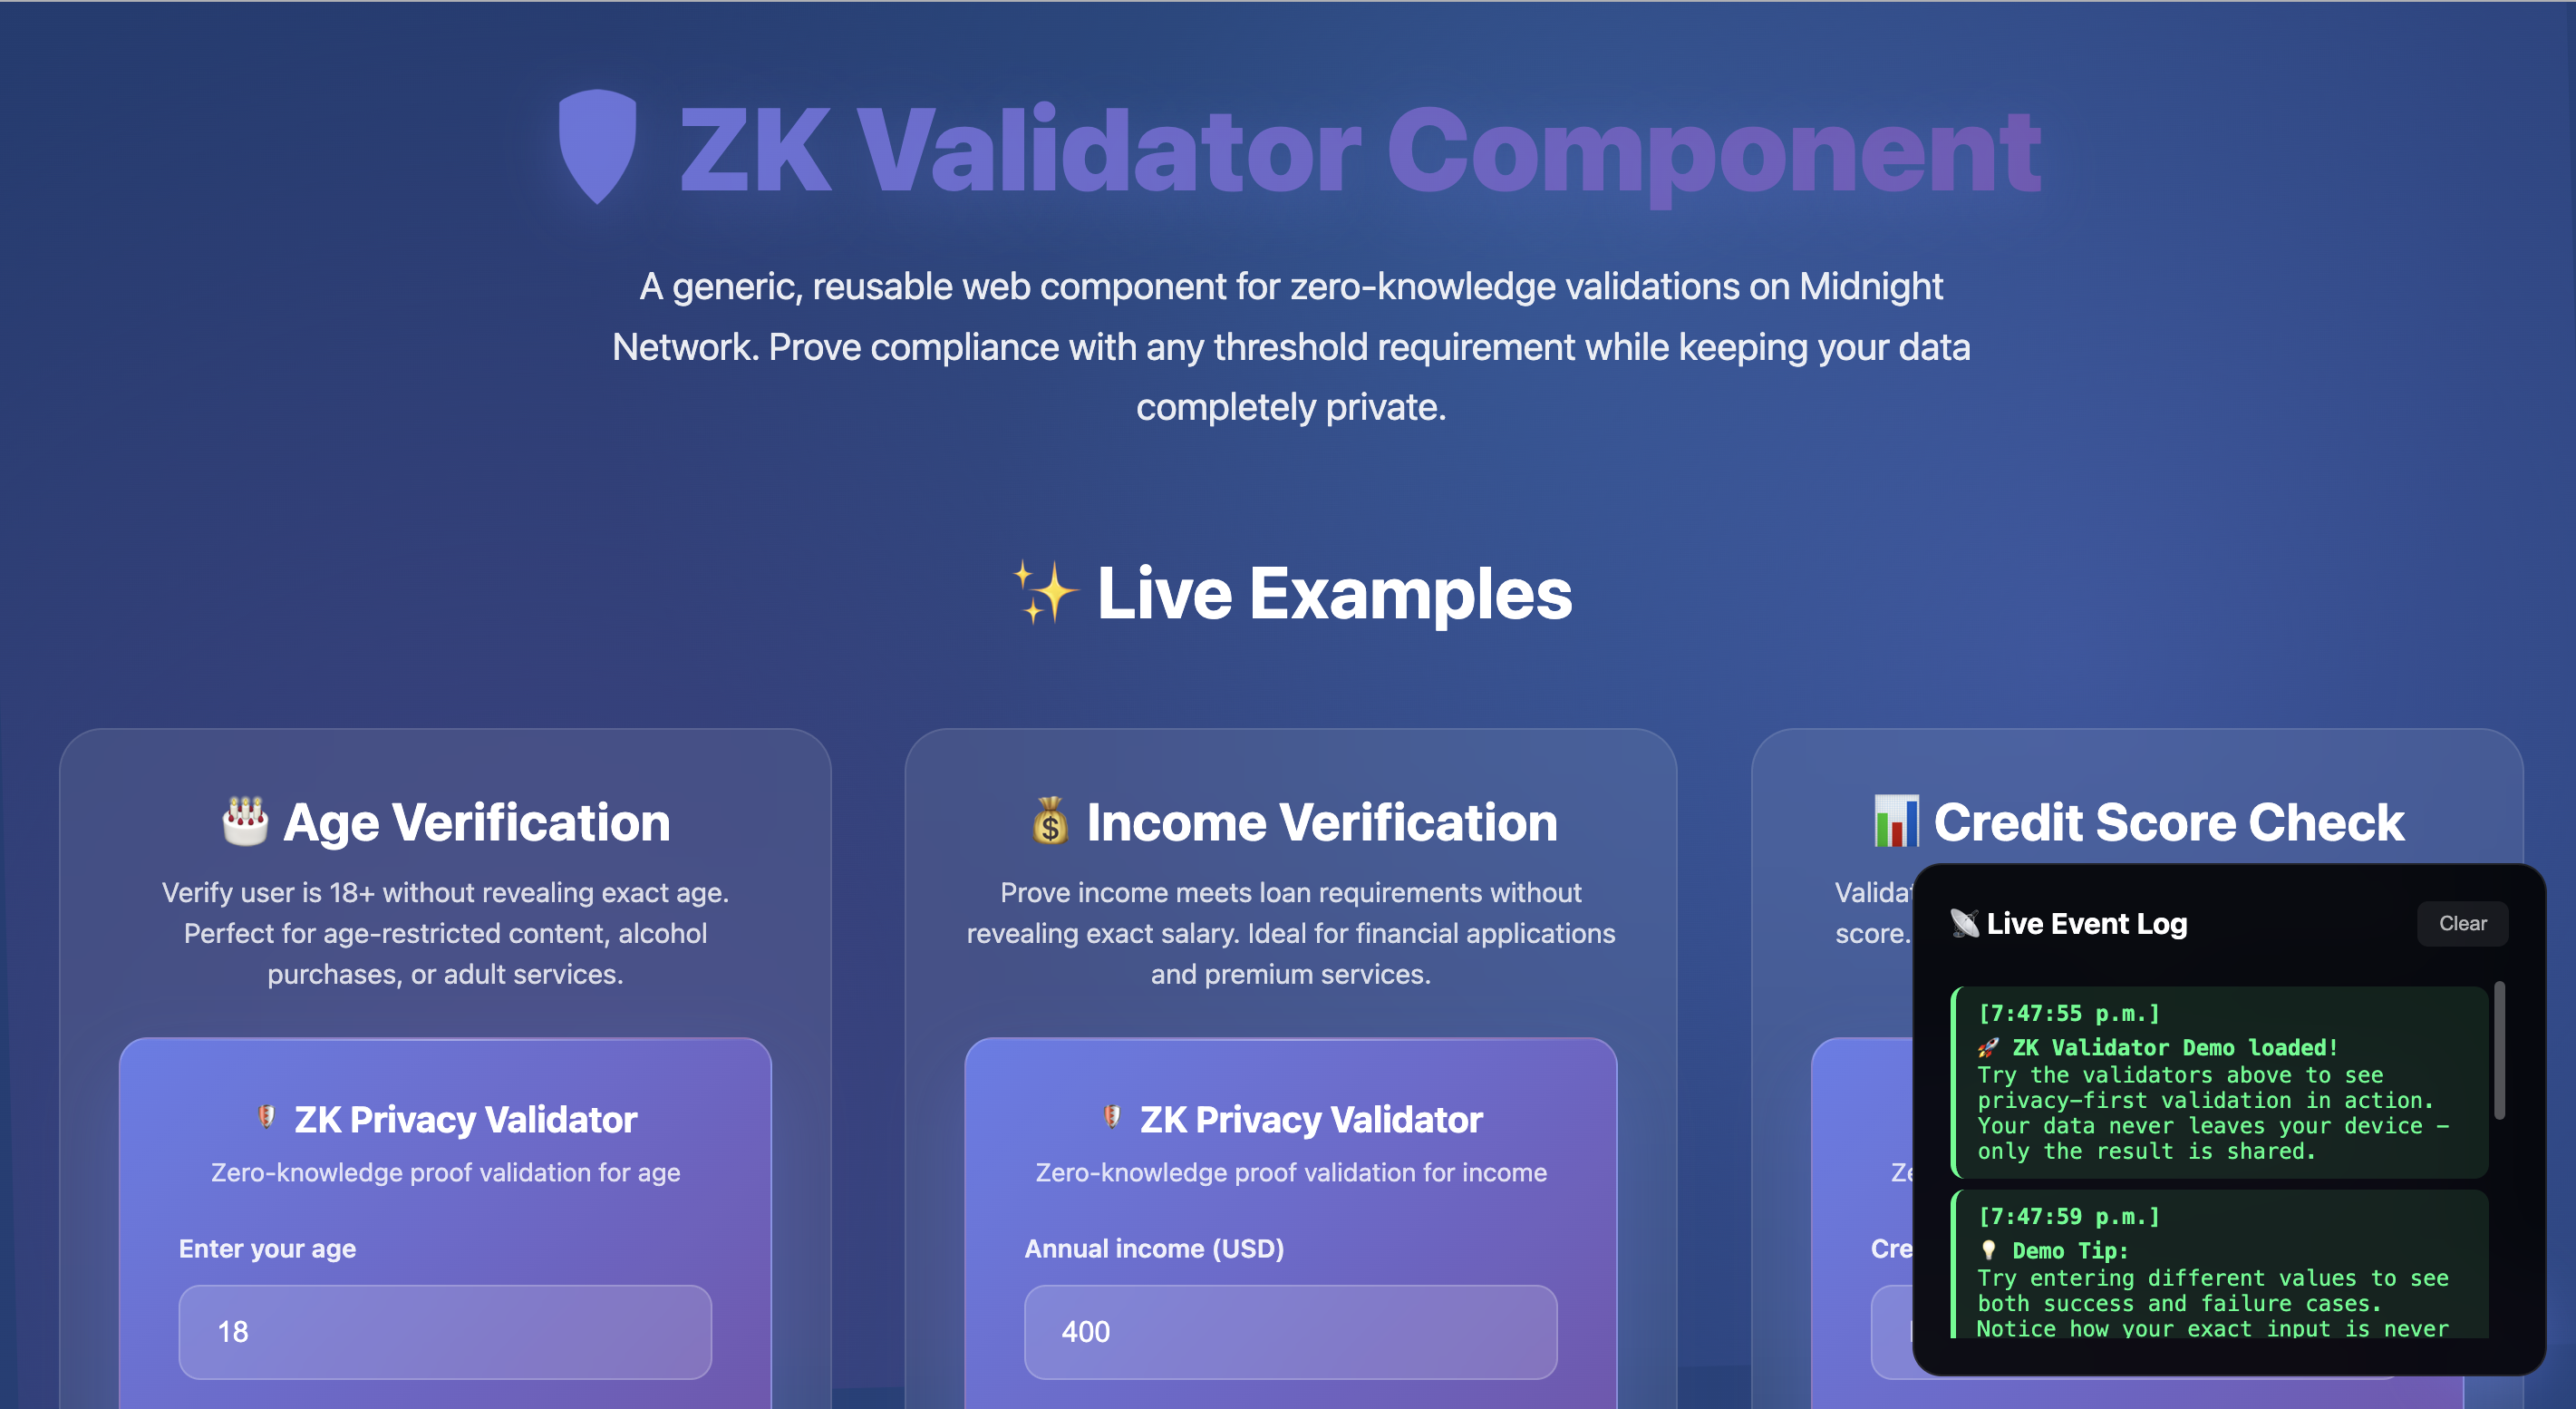 ZK Validator Component
A generic, reusable web component for zero-knowledge validations on Midnight
Network. Prove compliance with any threshold requirement while keeping your data
completely private.
✨ Live Examples
🎂 Age Verification
Verify user is 18+ without revealing exact age.
Perfect for age-restricted content, alcohol
purchases, or adult services.
ZK Privacy Validator
Zero-knowledge proof validation for age
Enter your age
18
💰 Income Verification
Prove income meets loan requirements without
revealing exact salary. Ideal for financial applications
and premium services.
ZK Privacy Validator
Zero-knowledge proof validation for income
Annual income (USD)
400
📊 Credit Score Check
score.
📡 Live Event Log
Clear
[7:47:55 p.m.]
🚀 ZK Validator Demo loaded!
Try the validators above to see
privacy-first validation in action.
Your data never leaves your device -
only the result is shared.
[7:47:59 p.m.]
💡 Demo Tip:
Try entering different values to see
both success and failure cases.
Notice how your exact input is never